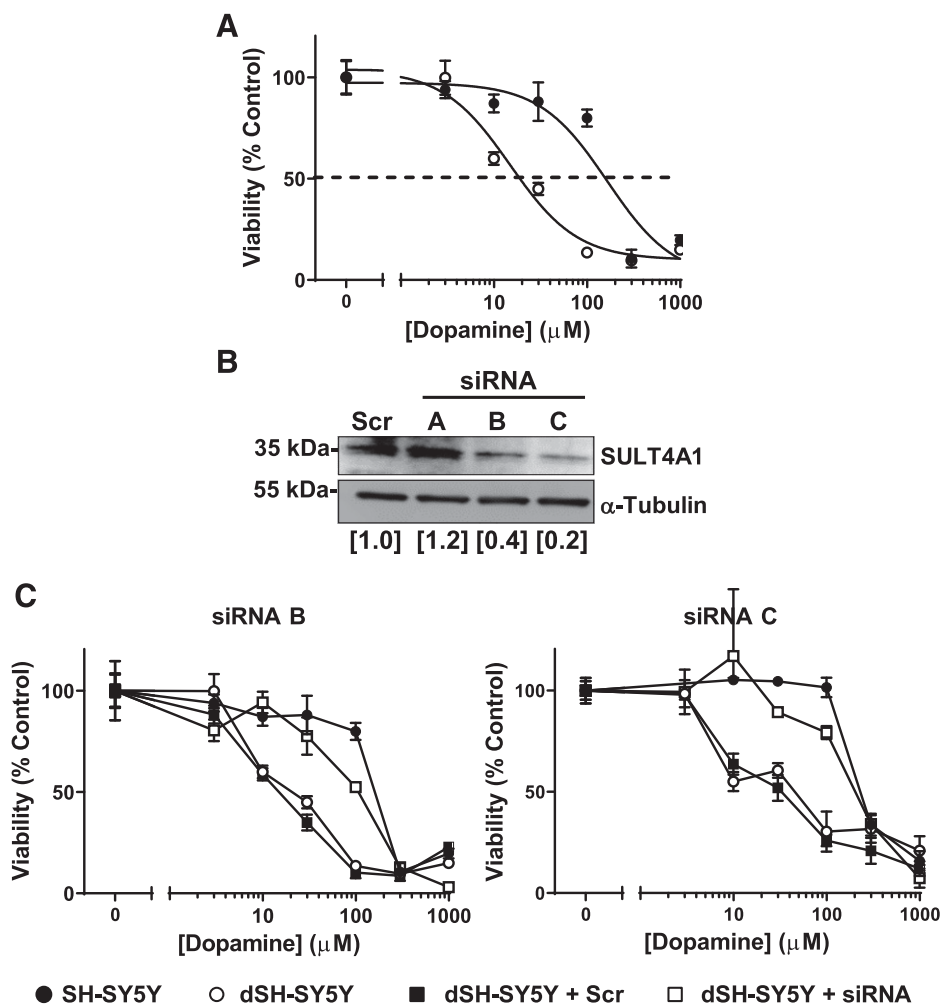 A
Viability (% Control)
100
50
0
0 10 100 1000
[Dopamine] (μM)
B
siRNA
Scr A B C
35 kDa-
SULT4A1
55 kDa-
α-Tubulin
[1.0] [1.2] [0.4] [0.2]
C
siRNA B
Viability (% Control)
100
50
0
0 10 100 1000
[Dopamine] (μM)
siRNA C
Viability (% Control)
100
50
0
0 10 100 1000
[Dopamine] (μM)
SH-SY5Y dSH-SY5Y dSH-SY5Y + Scr dSH-SY5Y + siRNA